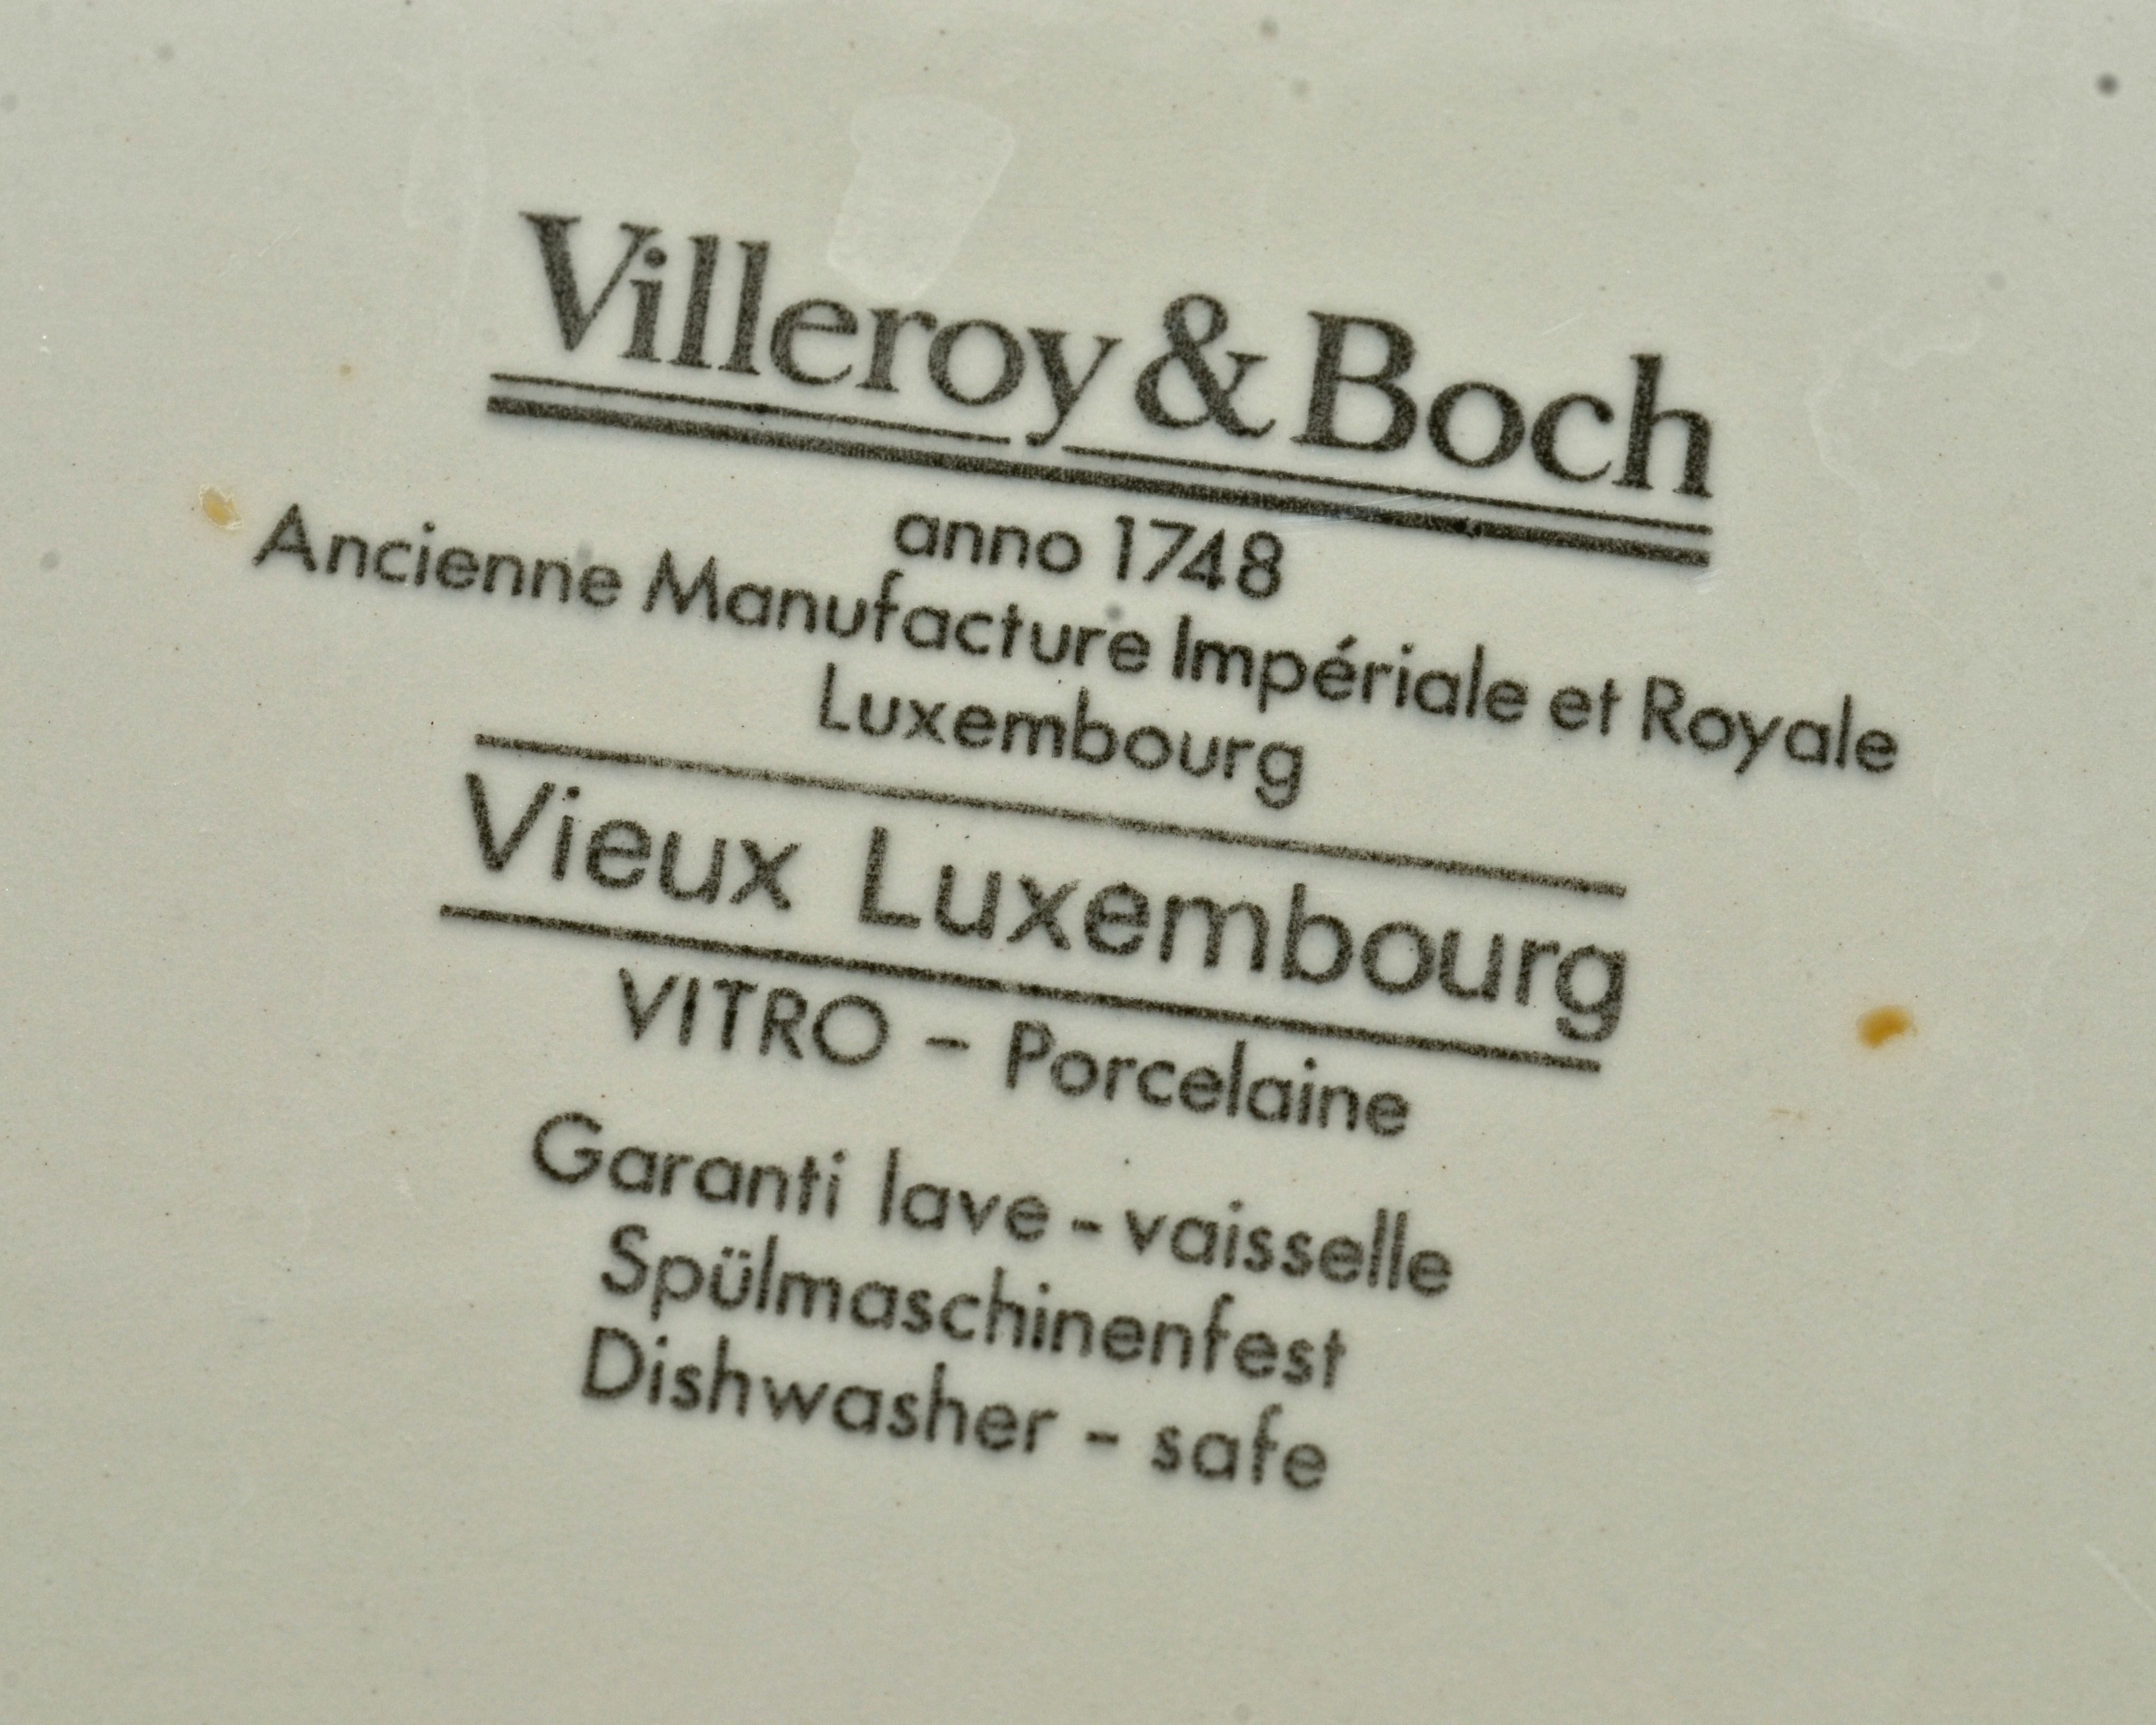 Villeroy & Boch
anno 1748
Ancienne Manufacture Impériale et Royale
Luxembourg
Vieux Luxembourg
VITRO – Porcelaine
Garanti lave - vaisselle
Spülmaschinenfest
Dishwasher - safe